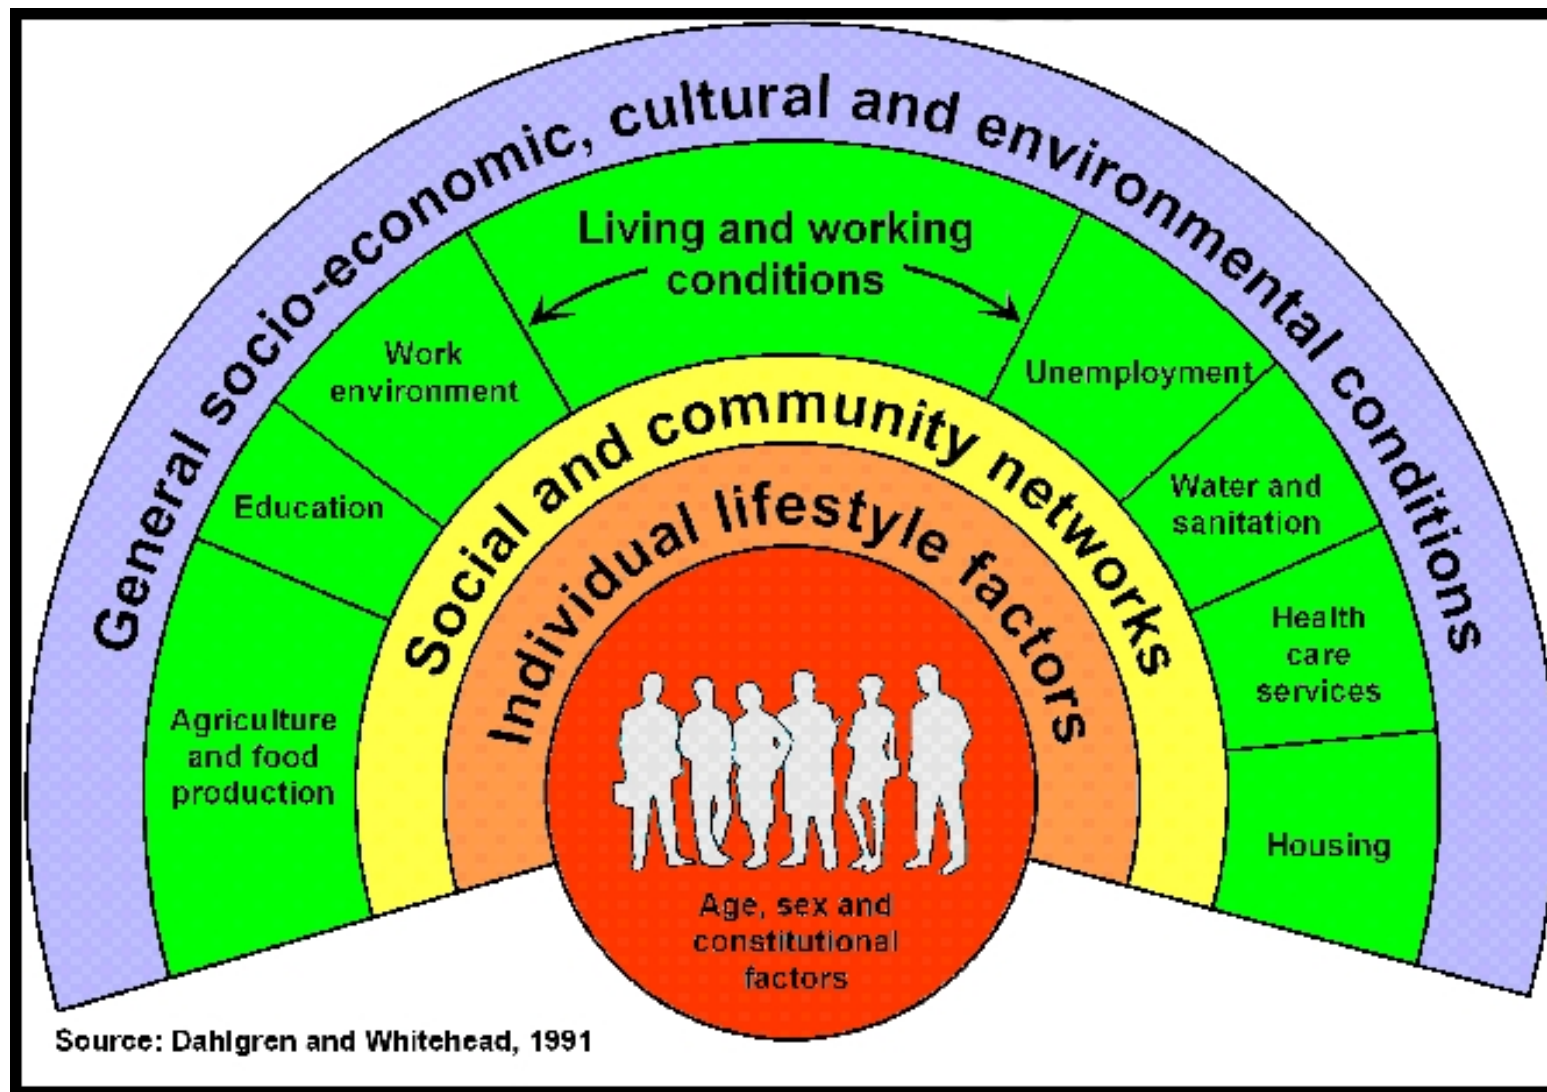 General socio-economic, cultural and environmental conditions
Living and working
conditions
Work
environment
Unemployment
Education
Water and
sanitation
Agriculture
and food
production
Health
care
services
Housing
Social and community networks
Individual lifestyle factors
Age, sex and
constitutional
factors
Source: Dahlgren and Whitehead, 1991